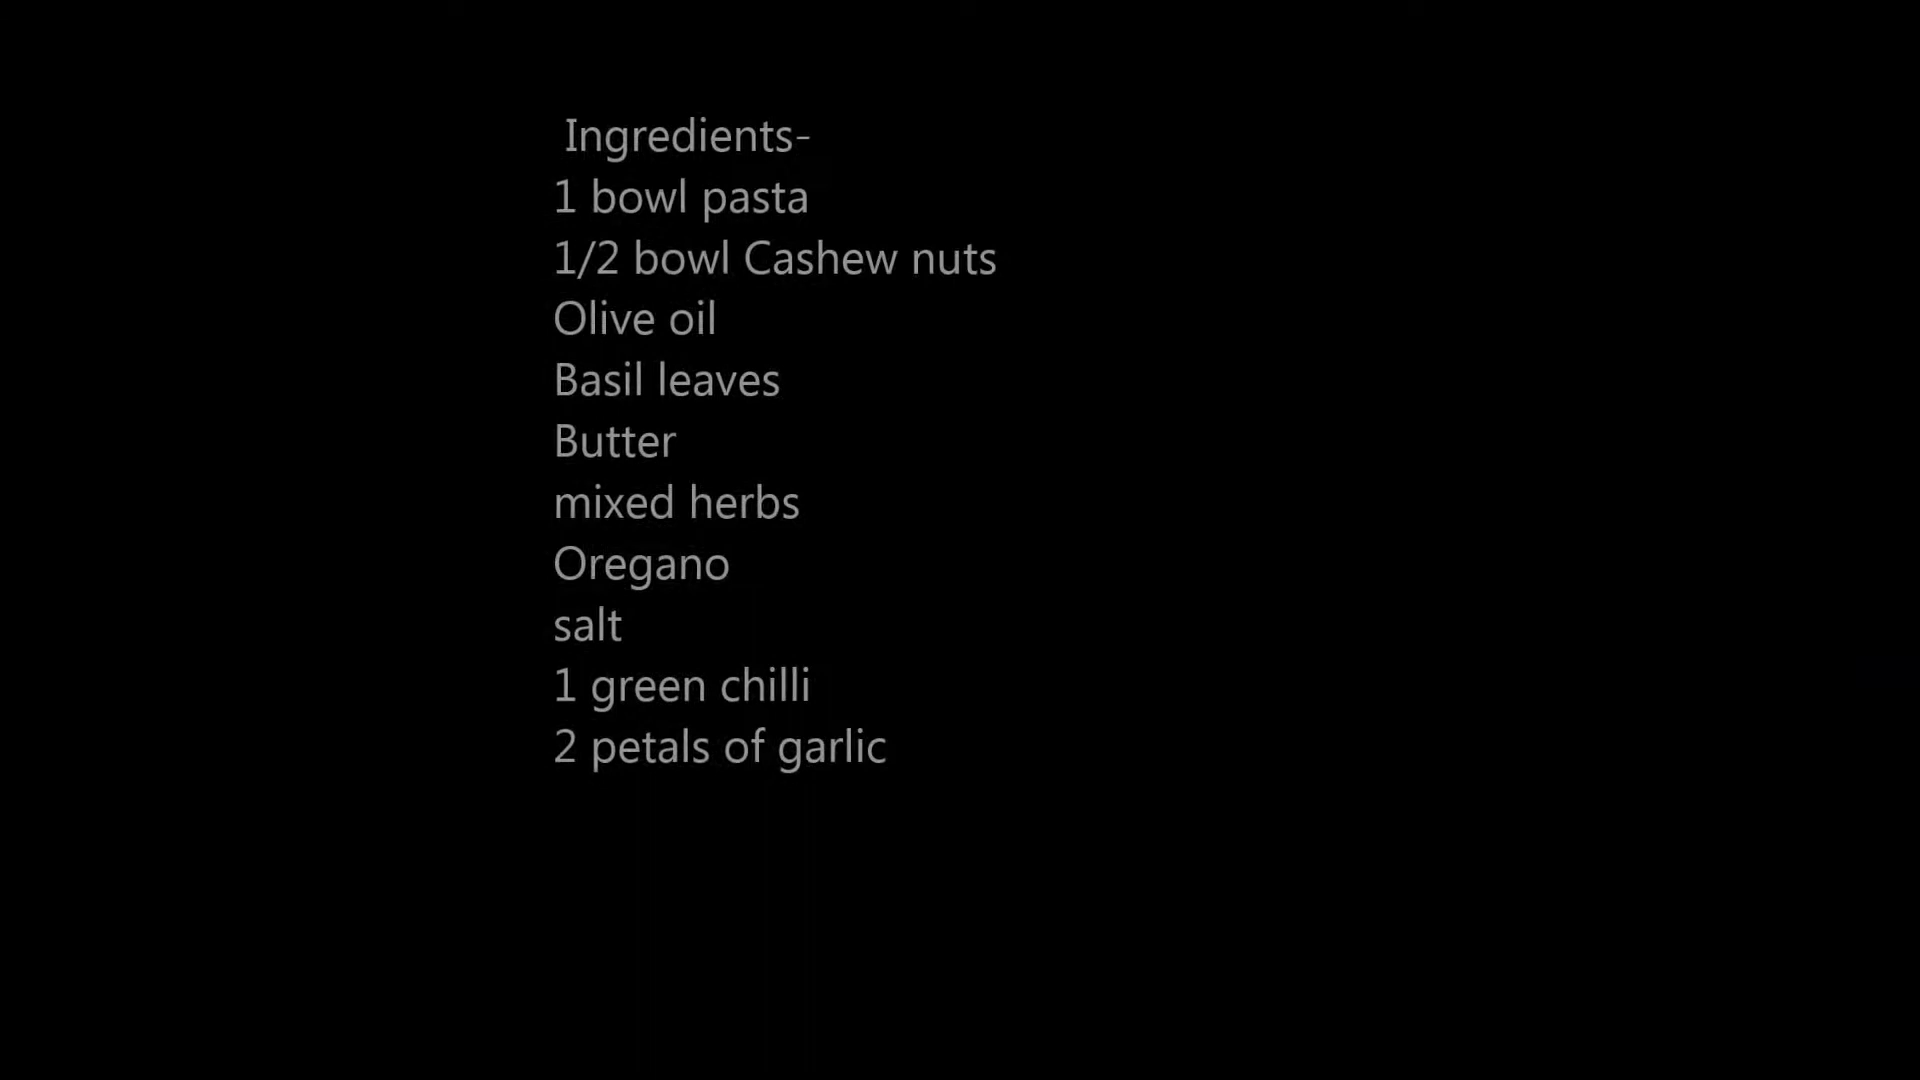 Ingredients-
1 bowl pasta
1/2 bowl Cashew nuts
Olive oil
Basil leaves
Butter
mixed herbs
Oregano
salt
1 green chilli
2 petals of garlic